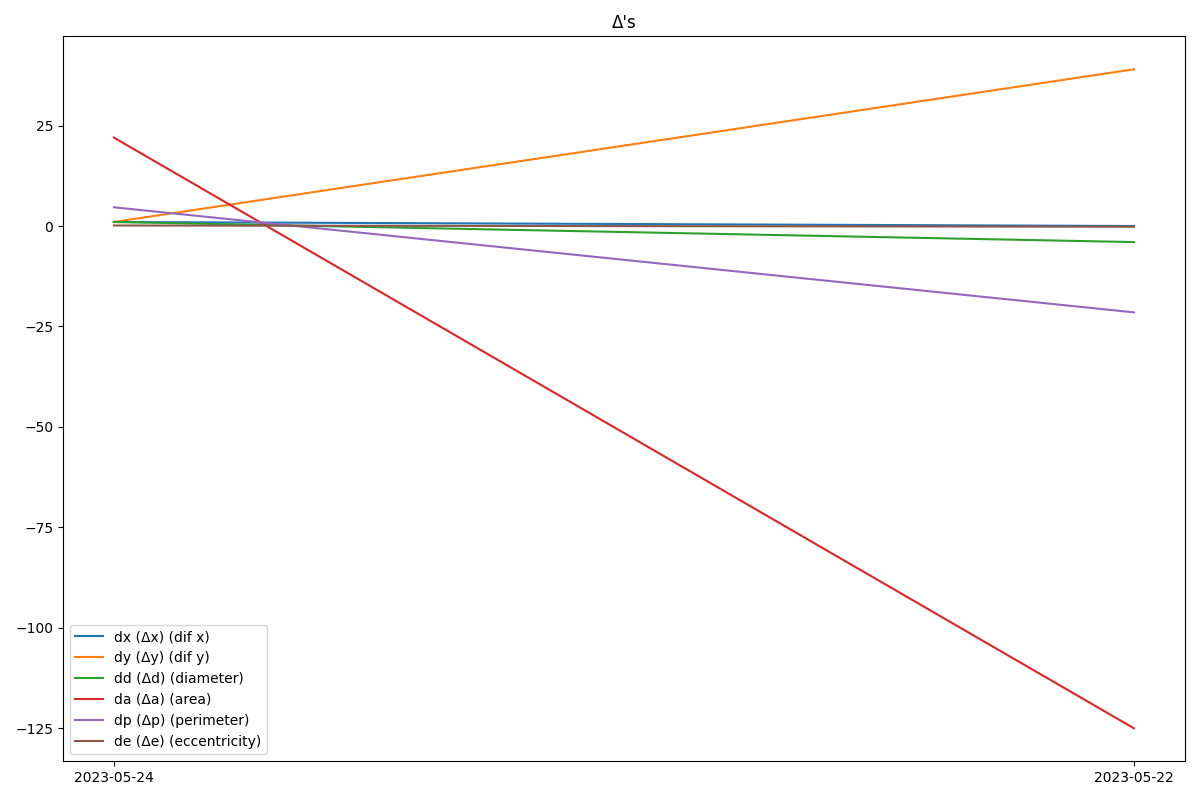 Δ's
25
0
−25
−50
−75
−100
−125
dx (Δx) (dif x)
dy (Δy) (dif y)
dd (Δd) (diameter)
da (Δa) (area)
dp (Δp) (perimeter)
de (Δe) (eccentricity)
2023-05-24
2023-05-22